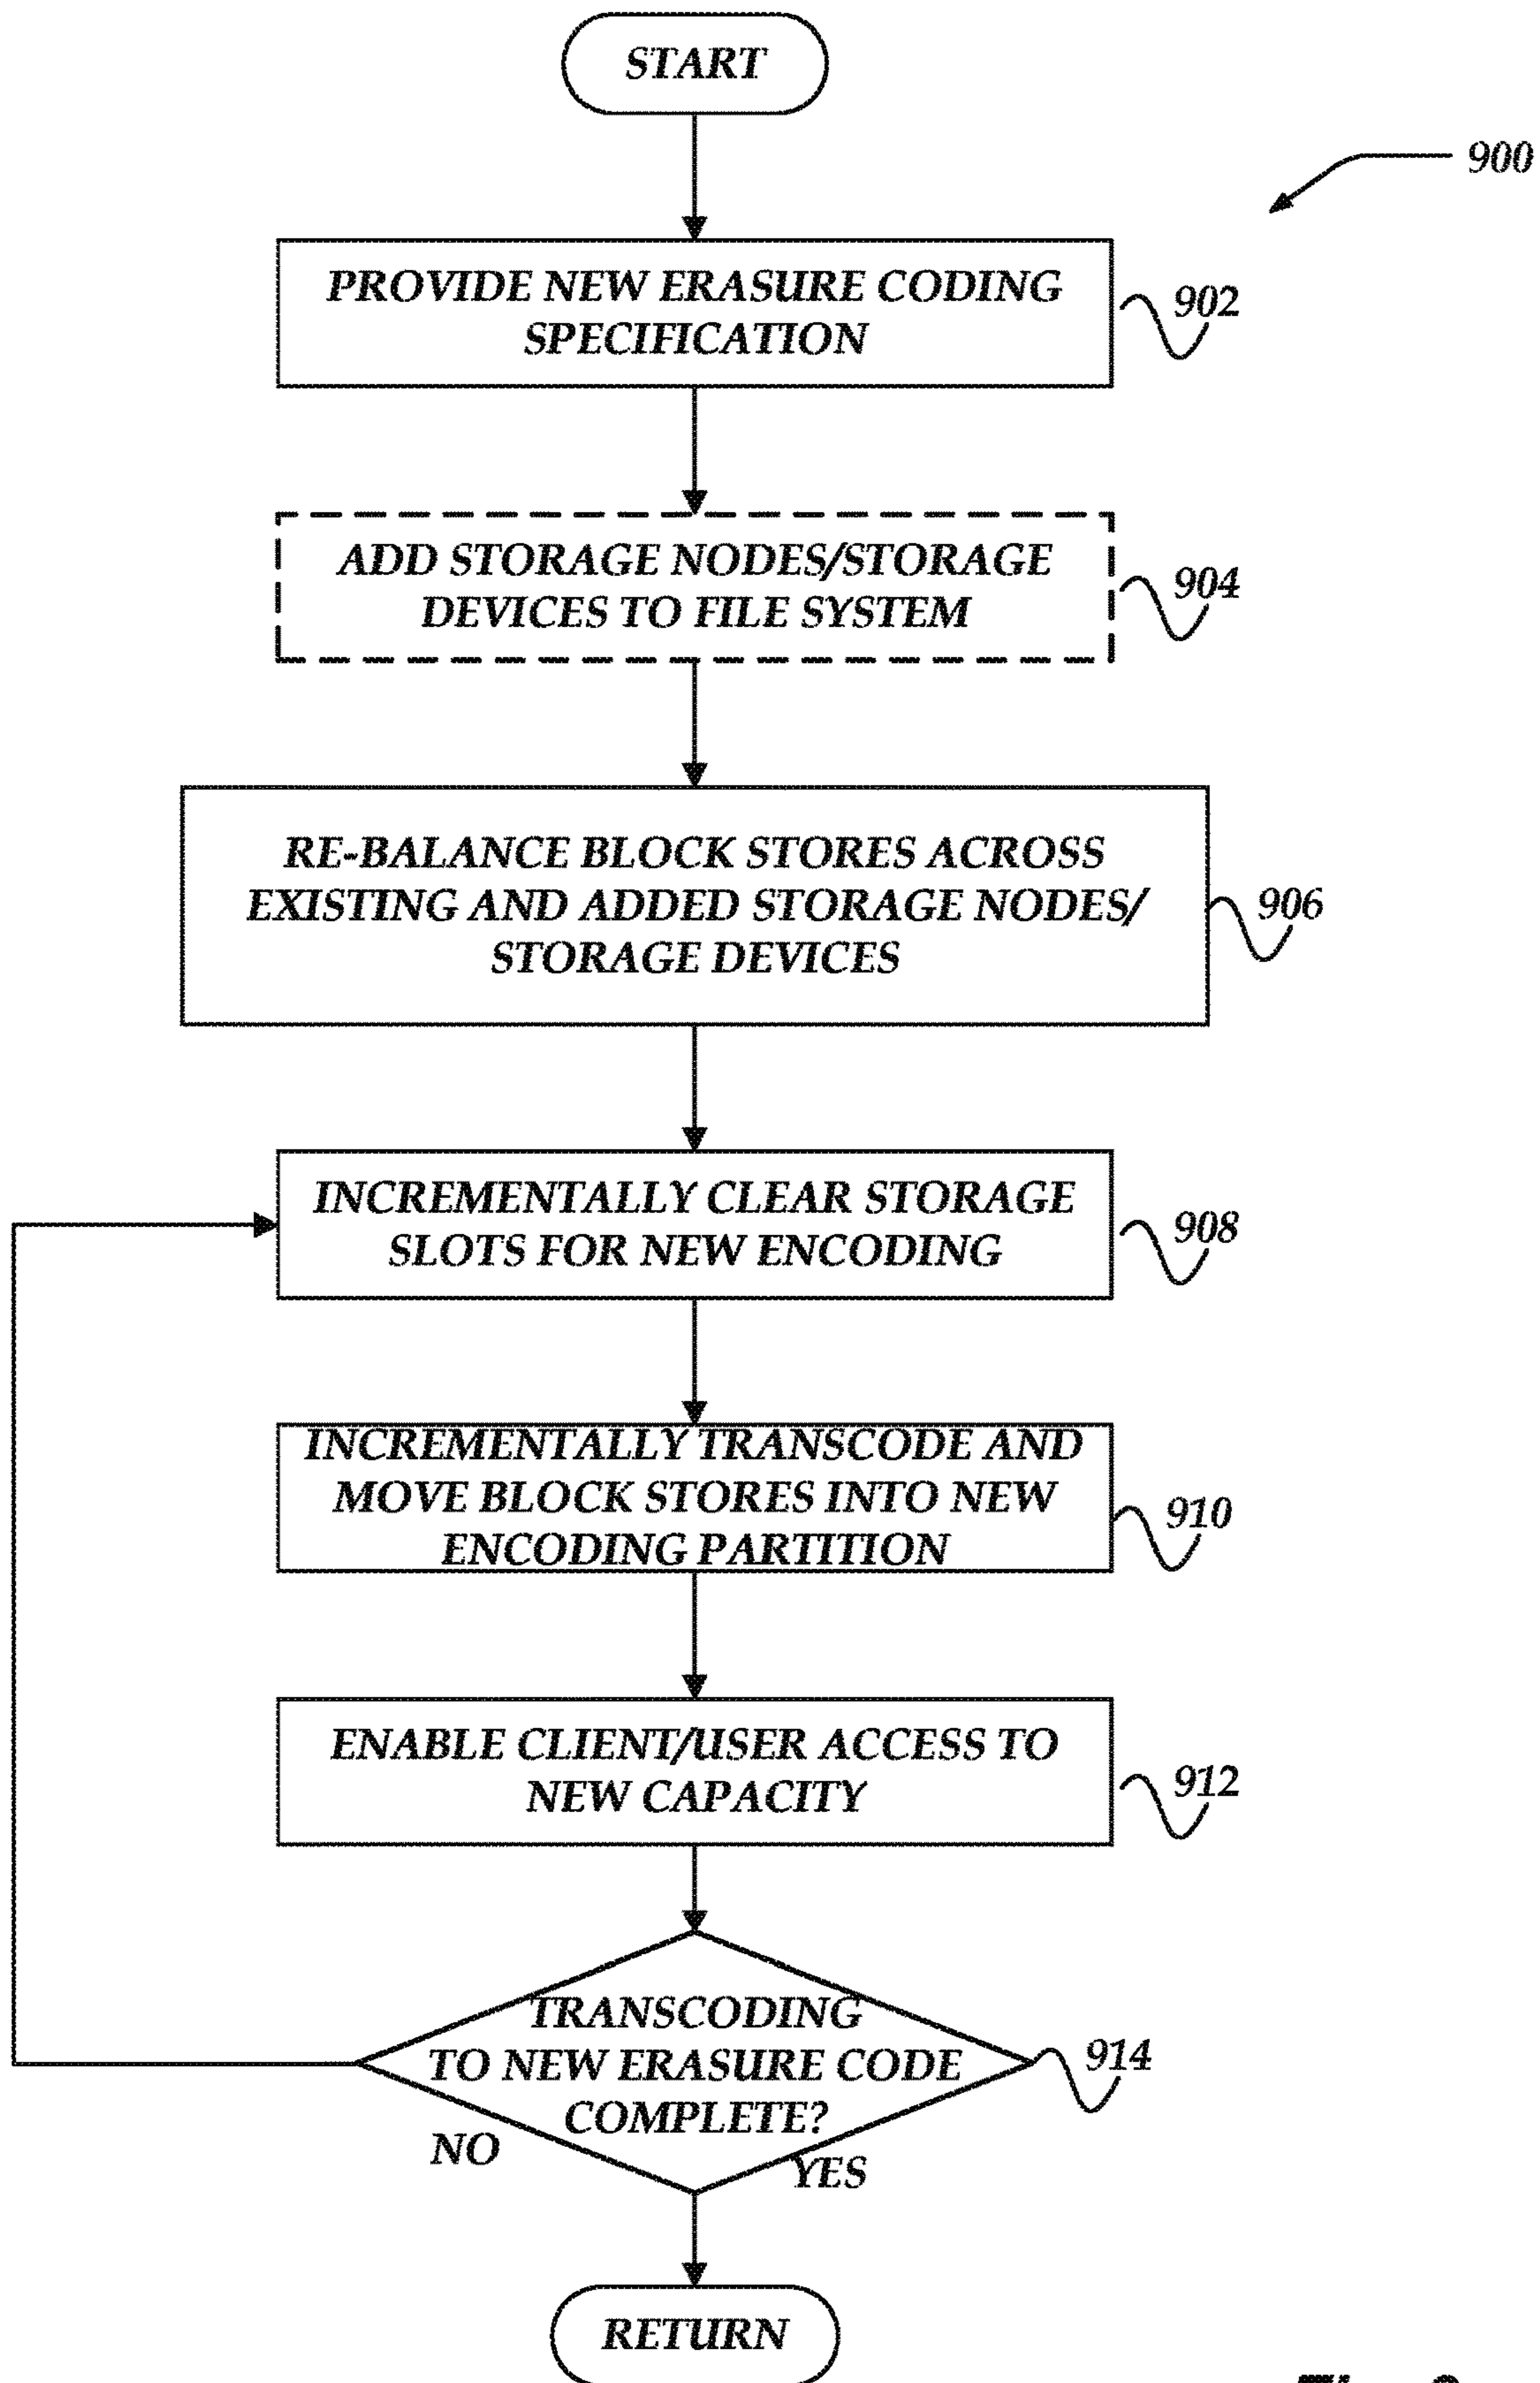 START
900
PROVIDE NEW ERASURE CODING
SPECIFICATION
902
ADD STORAGE NODES/STORAGE
DEVICES TO FILE SYSTEM
904
RE-BALANCE BLOCK STORES ACROSS
EXISTING AND ADDED STORAGE NODES/
STORAGE DEVICES
906
INCREMENTALLY CLEAR STORAGE
SLOTS FOR NEW ENCODING
908
INCREMENTALLY TRANSCODE AND
MOVE BLOCK STORES INTO NEW
ENCODING PARTITION
910
ENABLE CLIENT/USER ACCESS TO
NEW CAPACITY
912
TRANSCODING
TO NEW ERASURE CODE
COMPLETE?
914
NO
YES
RETURN